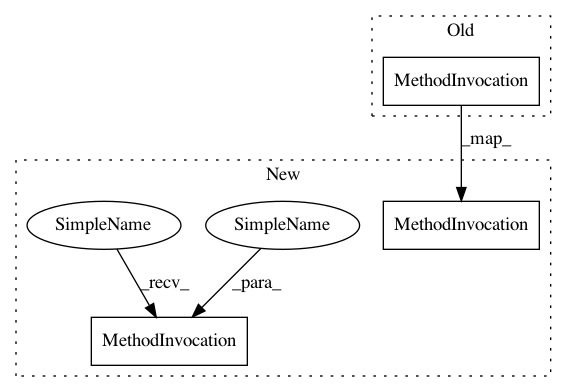 Old
MethodInvocation
_map_
New
SimpleName
SimpleName
MethodInvocation
_recv_
_para_
MethodInvocation